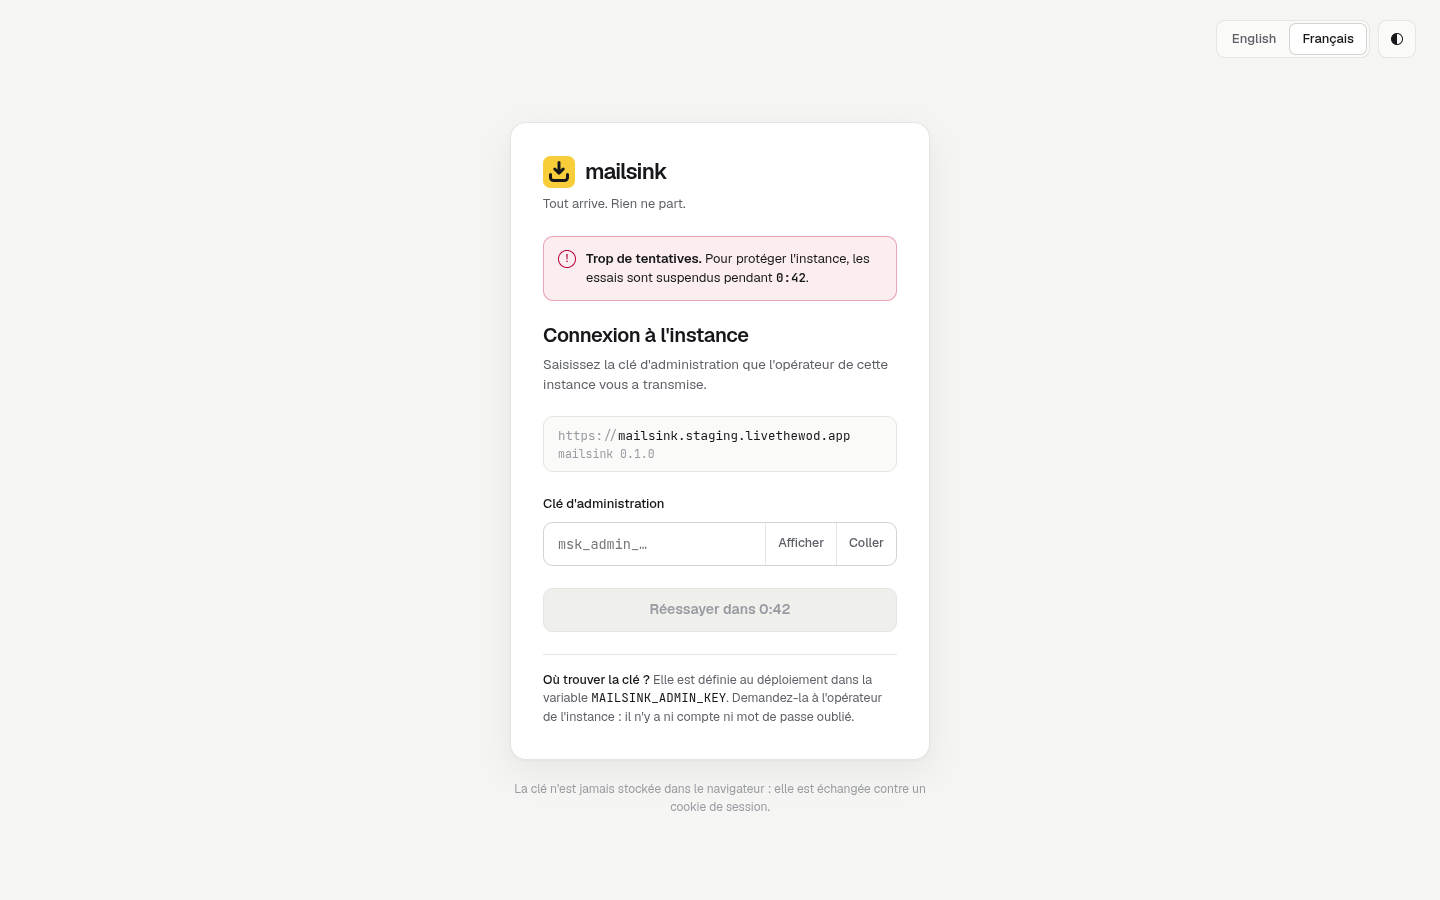 English
Français
mailsink
Tout arrive. Rien ne part.
Trop de tentatives. Pour protéger l'instance, les
essais sont suspendus pendant 0:42.
Connexion à l'instance
Saisissez la clé d'administration que l'opérateur de cette
instance vous a transmise.
https://mailsink.staging.livethewod.app
mailsink 0.1.0
Clé d'administration
msk_admin_…
Afficher
Coller
Réessayer dans 0:42
Où trouver la clé ? Elle est définie au déploiement dans la
variable MAILSINK_ADMIN_KEY. Demandez-la à l'opérateur
de l'instance : il n'y a ni compte ni mot de passe oublié.
La clé n'est jamais stockée dans le navigateur : elle est échangée contre un
cookie de session.